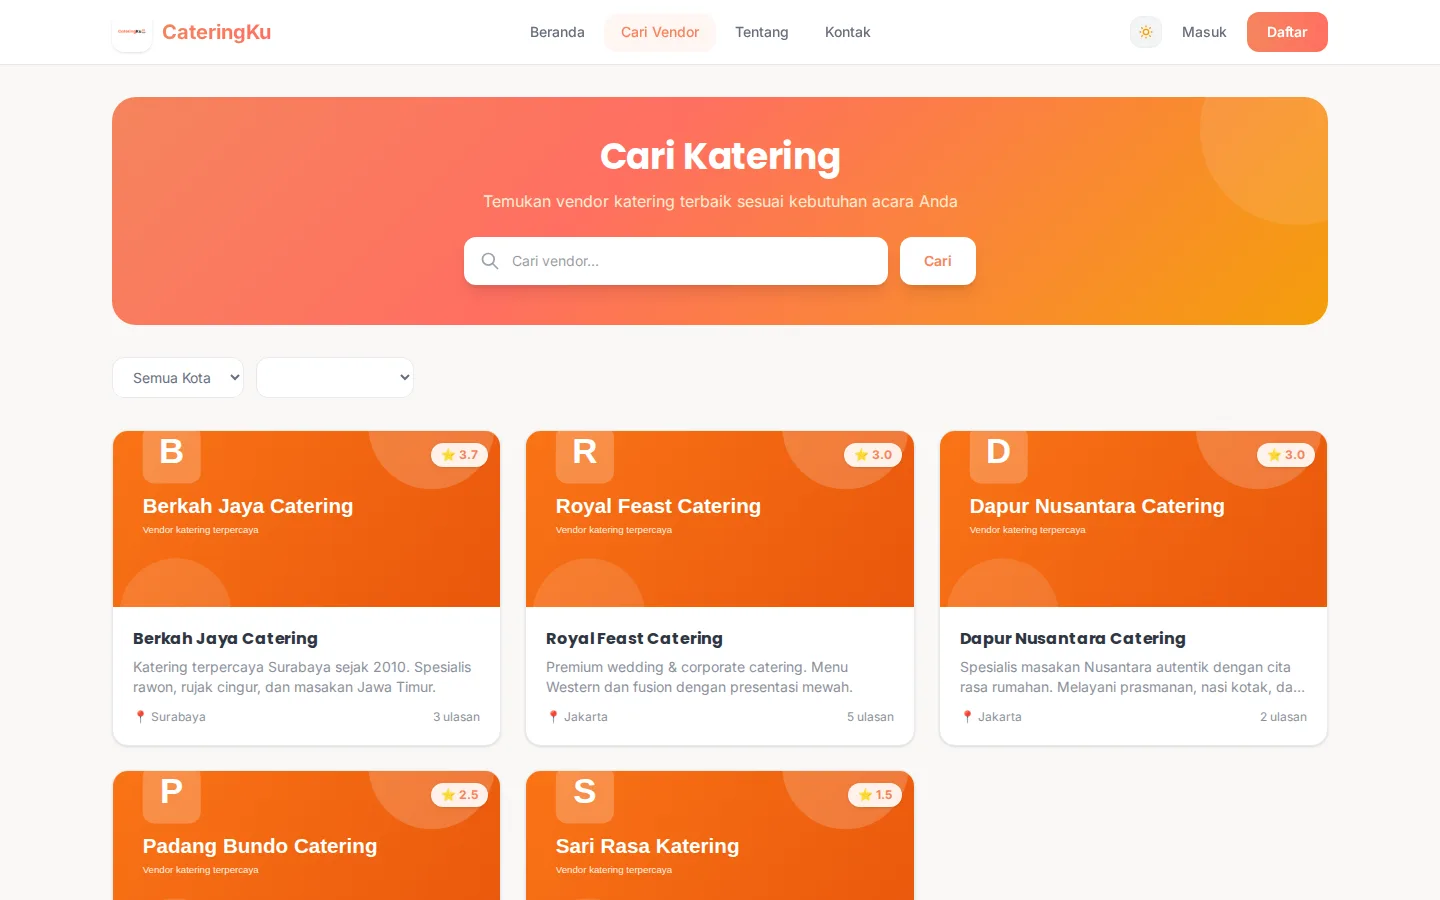 CateringKu
Beranda
Cari Vendor
Tentang
Kontak
Masuk
Daftar
Cari Katering
Temukan vendor katering terbaik sesuai kebutuhan acara Anda
Cari vendor...
Cari
Semua Kota
B
⭐ 3.7
Berkah Jaya Catering
Vendor katering terpercaya
Berkah Jaya Catering
Katering terpercaya Surabaya sejak 2010. Spesialis
rawon, rujak cingur, dan masakan Jawa Timur.
📍 Surabaya
3 ulasan
R
⭐ 3.0
Royal Feast Catering
Vendor katering terpercaya
Royal Feast Catering
Premium wedding & corporate catering. Menu
Western dan fusion dengan presentasi mewah.
📍 Jakarta
5 ulasan
D
⭐ 3.0
Dapur Nusantara Catering
Vendor katering terpercaya
Dapur Nusantara Catering
Spesialis masakan Nusantara autentik dengan cita
rasa rumahan. Melayani prasmanan, nasi kotak, da...
📍 Jakarta
2 ulasan
P
⭐ 2.5
Padang Bundo Catering
Vendor katering terpercaya
S
⭐ 1.5
Sari Rasa Katering
Vendor katering terpercaya